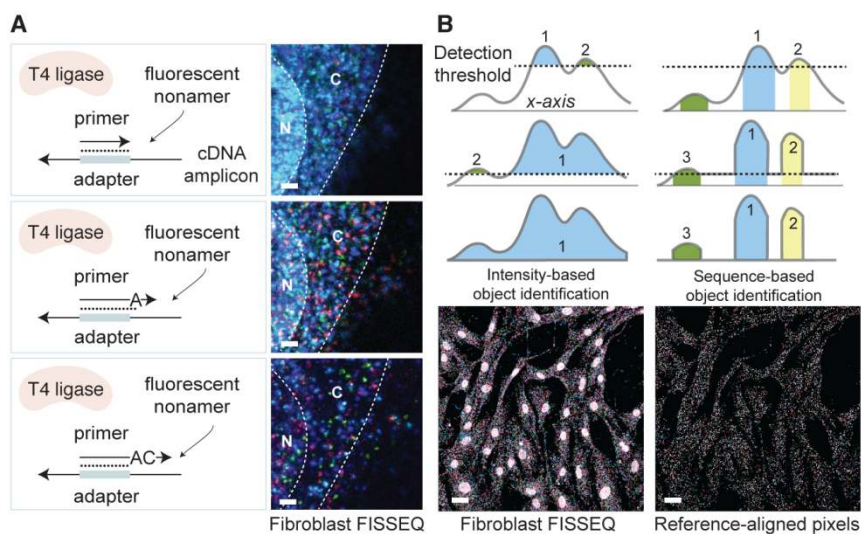 A
T4 ligase
fluorescent
nonamer
primer
cDNA
amplicon
adapter
N
C
T4 ligase
fluorescent
nonamer
primer
A
adapter
N
C
T4 ligase
fluorescent
nonamer
primer
AC
adapter
N
C
Fibroblast FISSEQ
B
Detection
threshold
1
2
x-axis
1
2
2
1
1
2
3
1
1
2
3
Intensity-based
object identification
Sequence-based
object identification
Fibroblast FISSEQ
Reference-aligned pixels